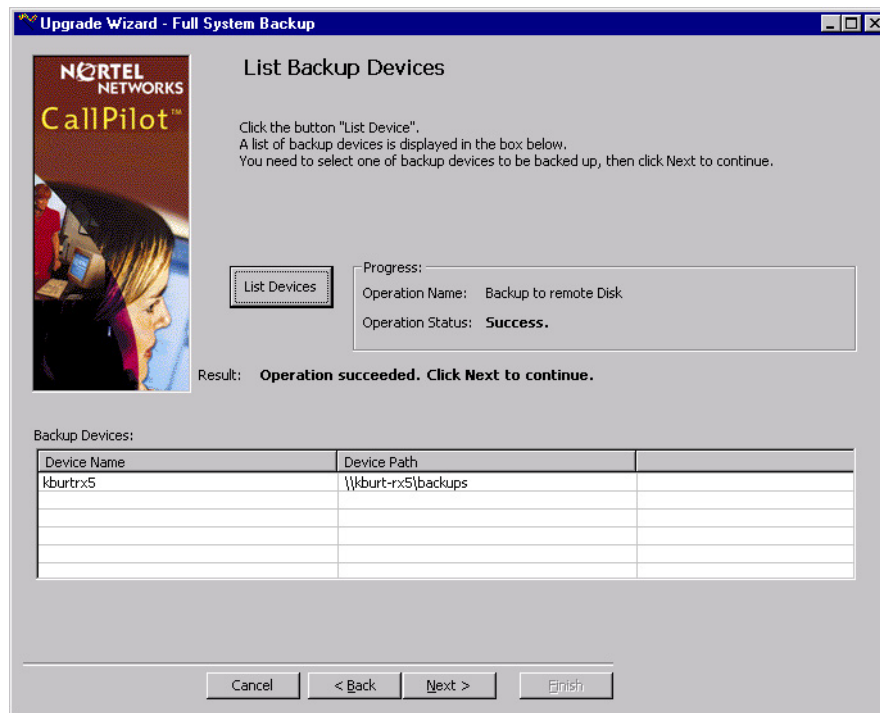 Upgrade Wizard - Full System Backup
NORTEL
NETWORKS
CallPilot™
List Backup Devices
Click the button "List Device".
A list of backup devices is displayed in the box below.
You need to select one of backup devices to be backed up, then click Next to continue.
List Devices
Progress:
Operation Name: Backup to remote Disk
Operation Status: Success.
Result: Operation succeeded. Click Next to continue.
Backup Devices:
Device Name Device Path
kburtrx5 \\kburt-rx5\backups
Cancel < Back Next > Finish